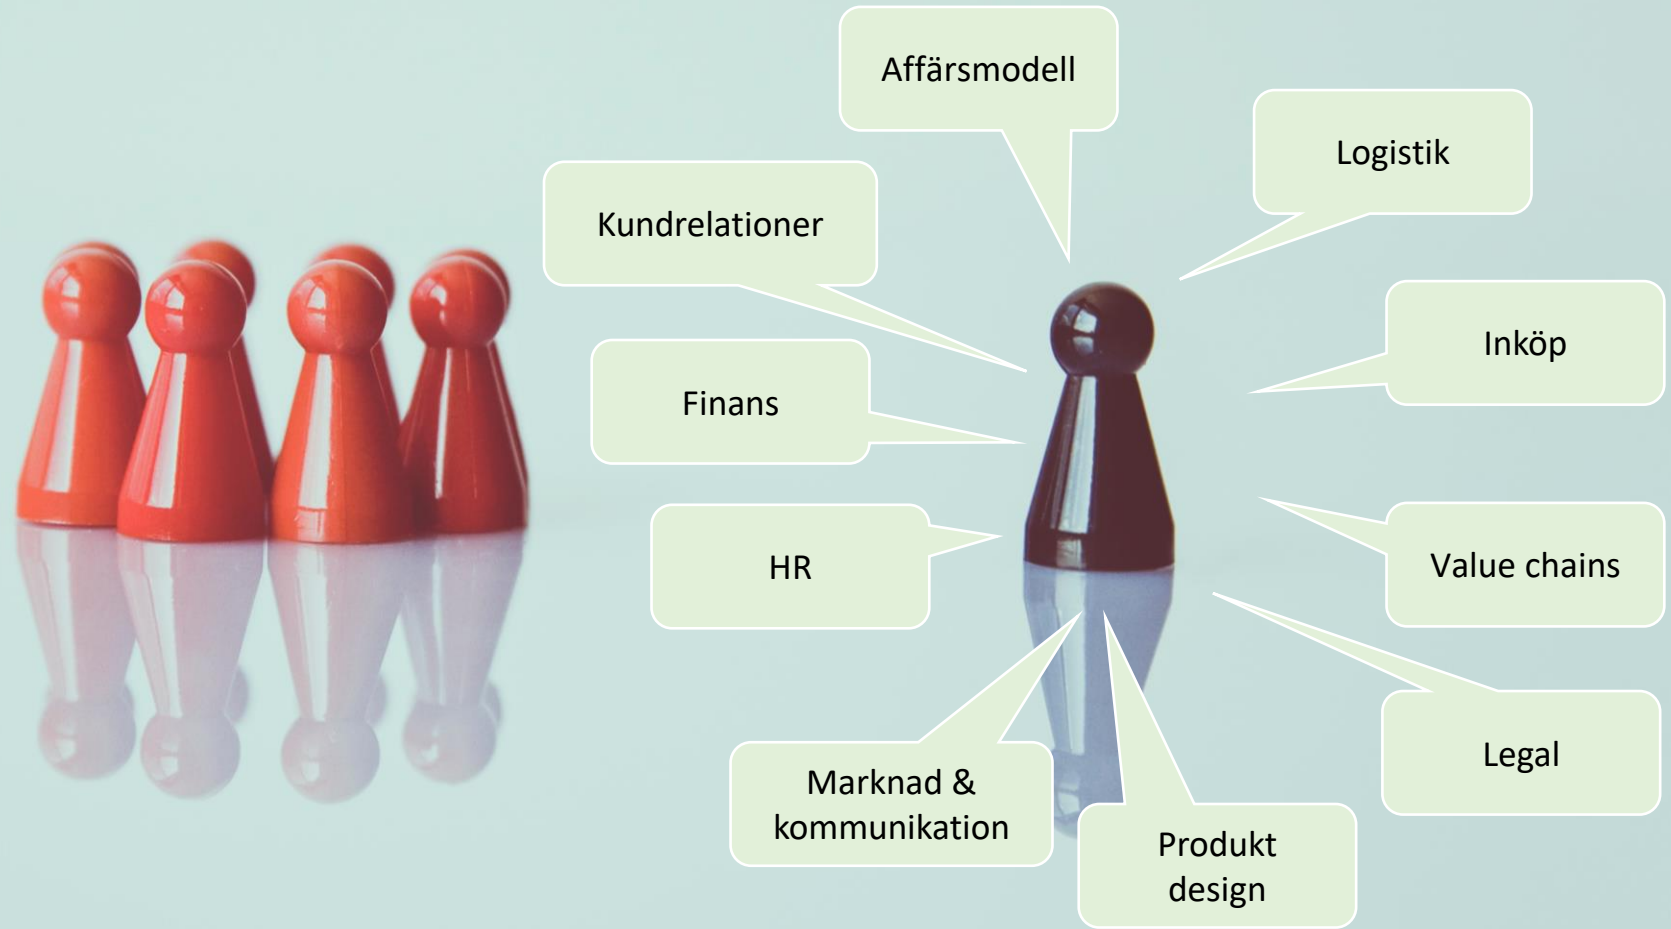 Affärsmodell
Logistik
Kundrelationer
Inköp
Finans
HR
Value chains
Legal
Marknad &
kommunikation
Produkt
design